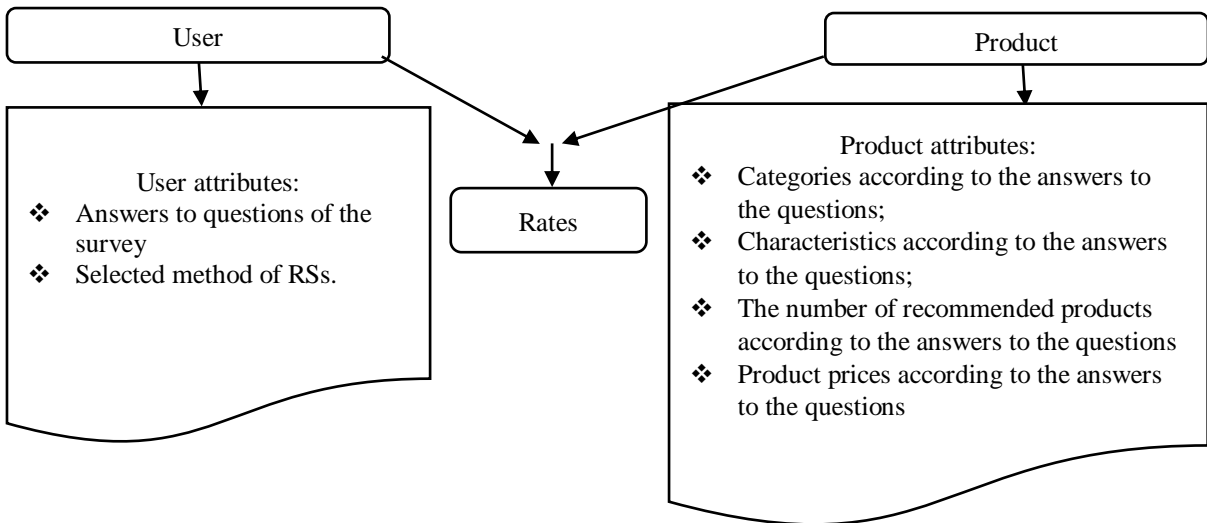 User
Product
User attributes:
❖ Answers to questions of the
survey
❖ Selected method of RSs.
Rates
Product attributes:
❖ Categories according to the answers to
the questions;
❖ Characteristics according to the answers
to the questions;
❖ The number of recommended products
according to the answers to the questions
❖ Product prices according to the answers
to the questions